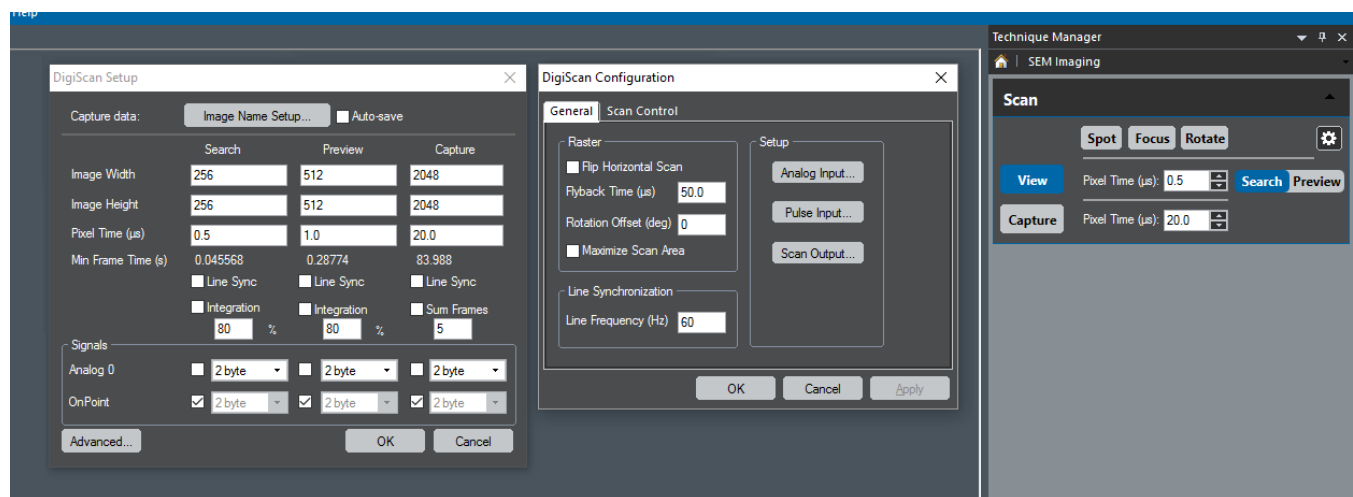 Help
Technique Manager
SEM Imaging
DigiScan Setup
Capture data: Image Name Setup... Auto-save
Search Preview Capture
Image Width 256 512 2048
Image Height 256 512 2048
Pixel Time (µs) 0.5 1.0 20.0
Min Frame Time (s) 0.045568 0.28774 83.988
Line Sync Line Sync Line Sync
Integration Integration Sum Frames
80 % 80 % 5
Signals
Analog 0 2 byte 2 byte 2 byte
OnPoint 2 byte 2 byte 2 byte
Advanced... OK Cancel
DigiScan Configuration
General Scan Control
Raster
Flip Horizontal Scan
Flyback Time (µs) 50.0
Rotation Offset (deg) 0
Maximize Scan Area
Line Synchronization
Line Frequency (Hz) 60
Setup
Analog Input...
Pulse Input...
Scan Output...
OK Cancel Apply
Scan
Spot Focus Rotate
View Pixel Time (µs): 0.5 Search Preview
Capture Pixel Time (µs): 20.0